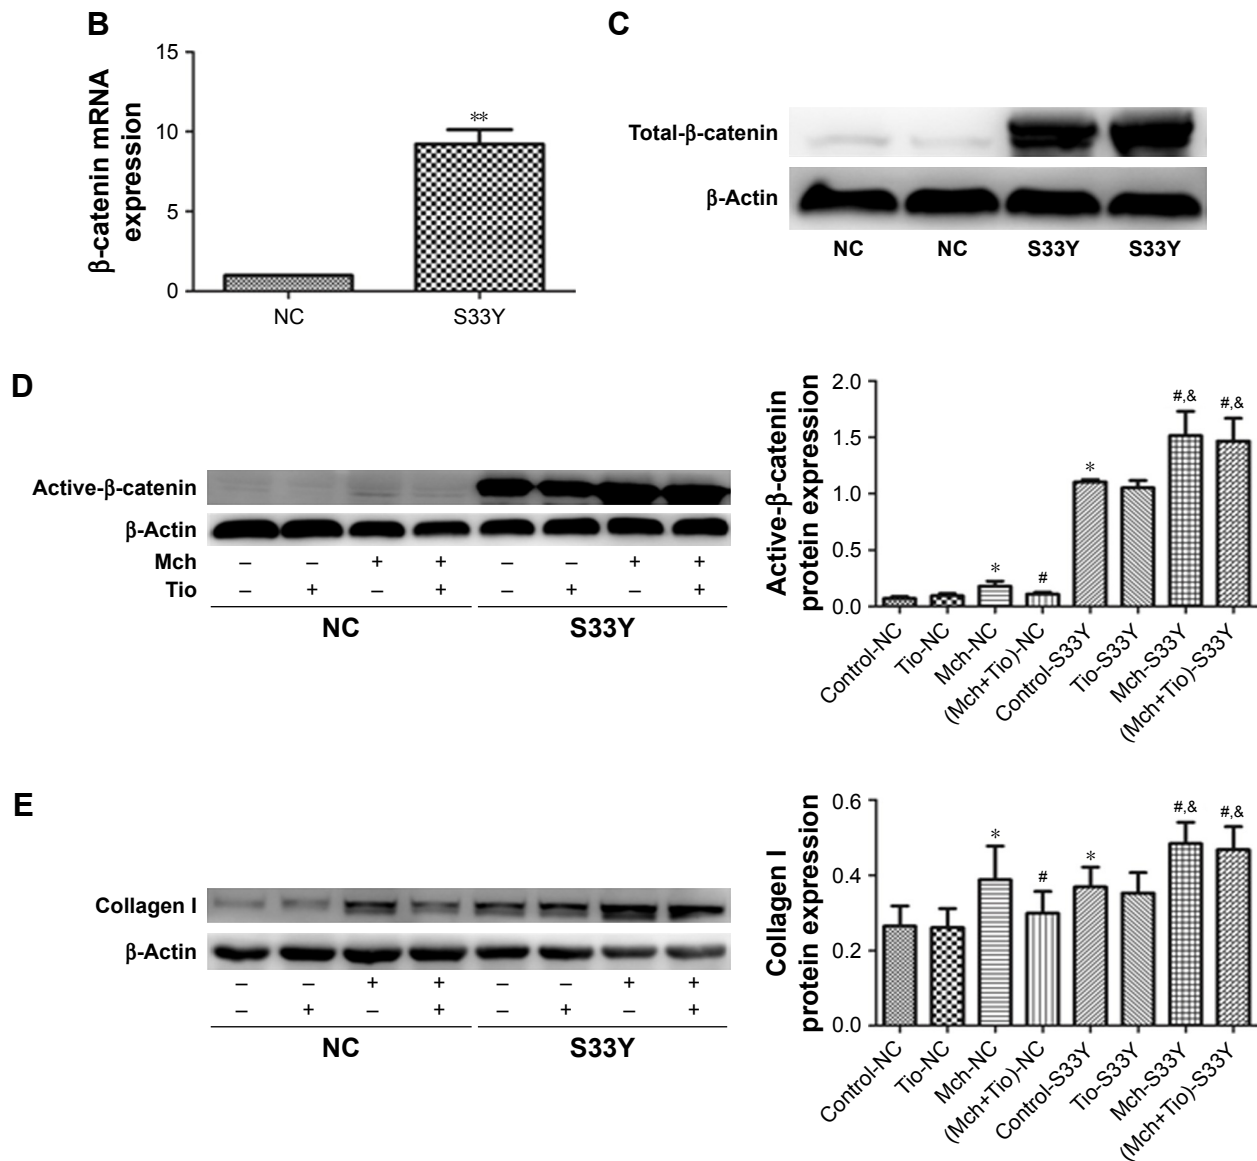 B
β-catenin mRNA
expression
15
10
5
0
**
NC
S33Y
C
Total-β-catenin
β-Actin
NC NC S33Y S33Y
D
Active-β-catenin
β-Actin
Mch – – + + – – + +
Tio – + – + – + – +
NC S33Y
Active-β-catenin
protein expression
2.0
1.5
1.0
0.5
0.0
* # * #,& #,&
Control-NC
Tio-NC
Mch-NC
(Mch+Tio)-NC
Control-S33Y
Tio-S33Y
Mch-S33Y
(Mch+Tio)-S33Y
E
Collagen I
β-Actin
– – + + – – + +
– + – + – + – +
NC S33Y
Collagen I
protein expression
0.6
0.4
0.2
0.0
* # * #,& #,&
Control-NC
Tio-NC
Mch-NC
(Mch+Tio)-NC
Control-S33Y
Tio-S33Y
Mch-S33Y
(Mch+Tio)-S33Y